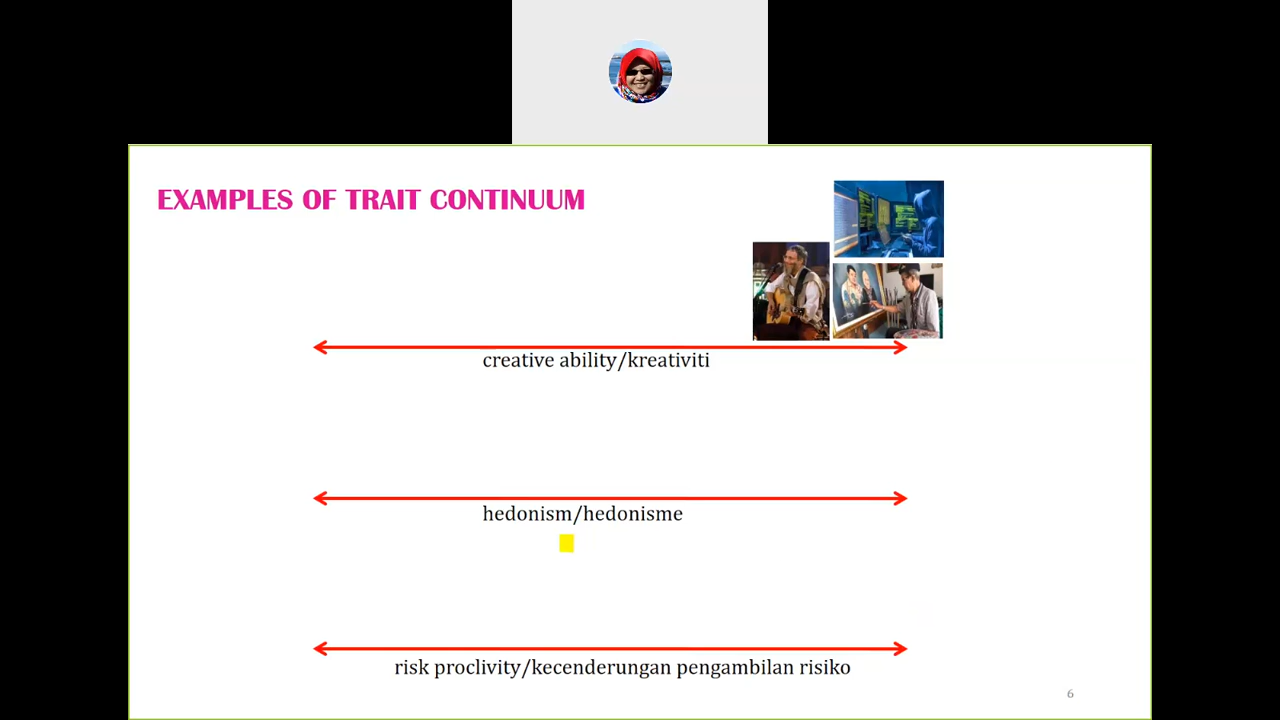 EXAMPLES OF TRAIT CONTINUUM
creative ability/kreativiti
hedonism/hedonisme
risk proclivity/kecenderungan pengambilan risiko
6